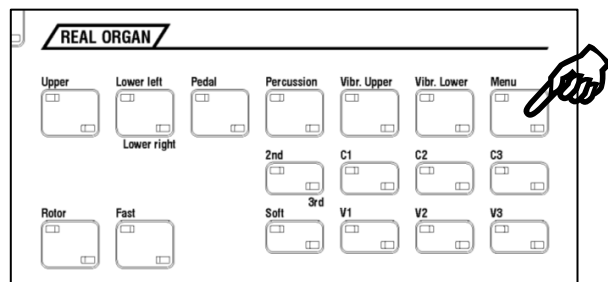 REAL ORGAN
Upper Lower left Pedal Percussion Vibr. Upper Vibr. Lower Menu
Lower right
2nd C1 C2 C3
3rd
Rotor Fast Soft V1 V2 V3